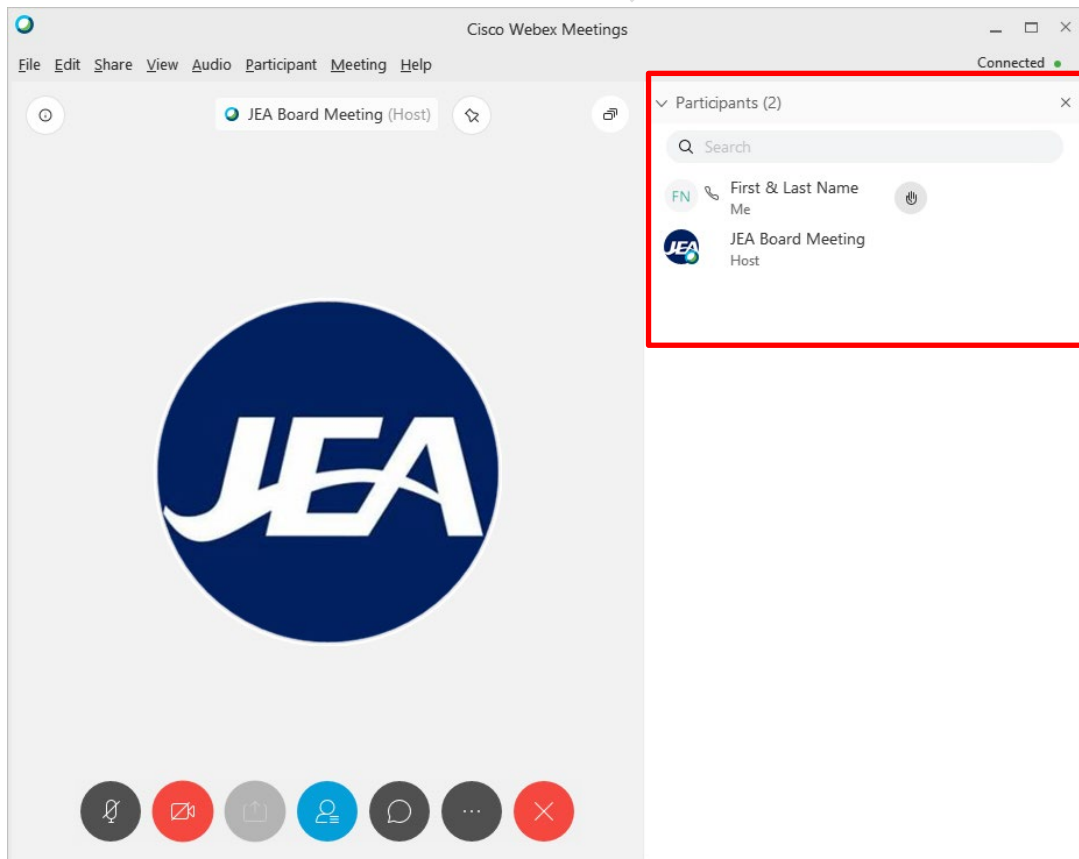 Cisco Webex Meetings
File Edit Share View Audio Participant Meeting Help
Connected
JEA Board Meeting (Host)
Participants (2)
Search
FN First & Last Name
Me
JEA JEA Board Meeting
Host
JEA